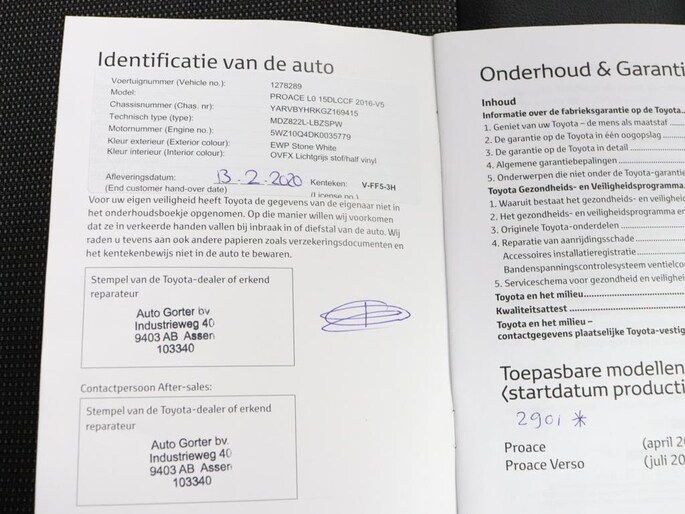 Identificatie van de auto
Voertuignummer (Vehicle no.): 1278289
Model: PROACE L0 15DLCCF 2016-V5
Chassisnummer (Chas. nr): YARVBYHRKGZ169415
Technisch type (type): MDZ822L-LBZSPW
Motornummer (Engine no.): 5WZ10Q4DK0035779
Kleur exterieur (Exterior colour): EWP Stone White
Kleur interieur (Interior colour): OVFX Lichtgrijs stof/half vinyl
Afleveringsdatum: 13.2.2020 Kenteken: V-FF5-3H
(End customer hand-over date) (License no.)
Voor uw eigen veiligheid heeft Toyota de gegevens van de eigenaar niet in
het onderhoudsboekje opgenomen. Op die manier willen wij voorkomen
dat ze in verkeerde handen vallen bij inbraak in of diefstal van de auto. Wij
raden u tevens aan ook andere papieren zoals verzekeringsdocumenten en
het kentekenbewijs niet in de auto te bewaren.
Stempel van de Toyota-dealer of erkend
reparateur
Auto Gorter bv
Industrieweg 40
9403 AB Assen
103340
Contactpersoon After-sales:
Stempel van de Toyota-dealer of erkend
reparateur
Auto Gorter bv
Industrieweg 40
9403 AB Assen
103340
Onderhoud & Garanti
Inhoud
Informatie over de fabrieksgarantie op de Toyota..
1. Geniet van uw Toyota – de mens als maatstaf
2. De garantie op de Toyota in één oogopslag
3. De garantie op de Toyota in detail
4. Algemene garantiebepalingen
5. Onderwerpen die niet onder de Toyota-garantie
Toyota Gezondheids- en Veiligheidsprogramma.
1. Waaruit bestaat het gezondheids- en veiligheid
2. Het gezondheids- en veiligheidsprogramma en
3. Originele Toyota-onderdelen
4. Reparatie van aanrijdingsschade
Accessoires installatieregistratie
Bandenspanningscontrolesysteem ventielco
5. Serviceschema voor gezondheid en veiligheid
Toyota en het milieu
Kwaliteitsattest
Toyota en het milieu –
contactgegevens plaatselijke Toyota-vestig
Toepasbare modellen
(startdatum producti
290i *
Proace (april 20
Proace Verso (juli 20